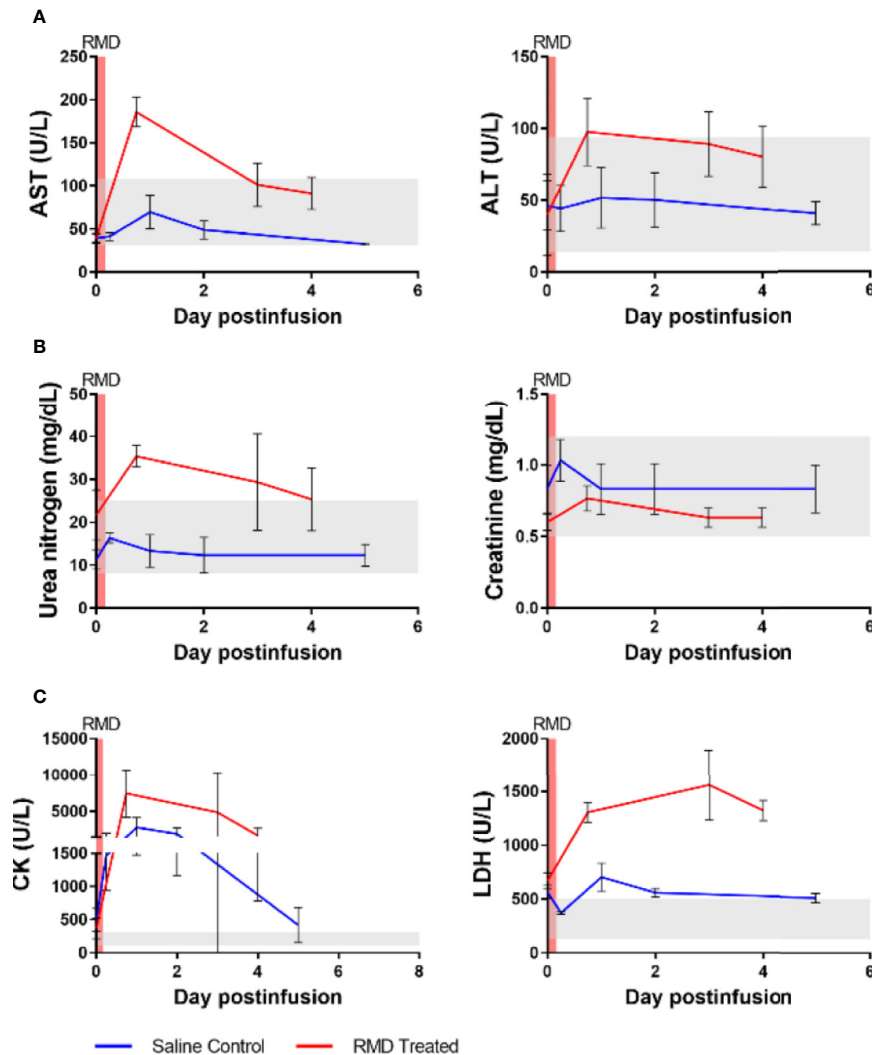 A
RMD
AST (U/L)
250
200
150
100
50
0
0 2 4 6
Day postinfusion
RMD
ALT (U/L)
150
100
50
0
0 2 4 6
Day postinfusion
B
RMD
Urea nitrogen (mg/dL)
50
40
30
20
10
0
0 2 4 6
Day postinfusion
RMD
Creatinine (mg/dL)
1.5
1.0
0.5
0.0
0 2 4 6
Day postinfusion
C
RMD
CK (U/L)
15000
10000
5000
1500
1000
500
0
0 2 4 6 8
Day postinfusion
RMD
LDH (U/L)
2000
1500
1000
500
0
0 2 4 6
Day postinfusion
Saline Control RMD Treated